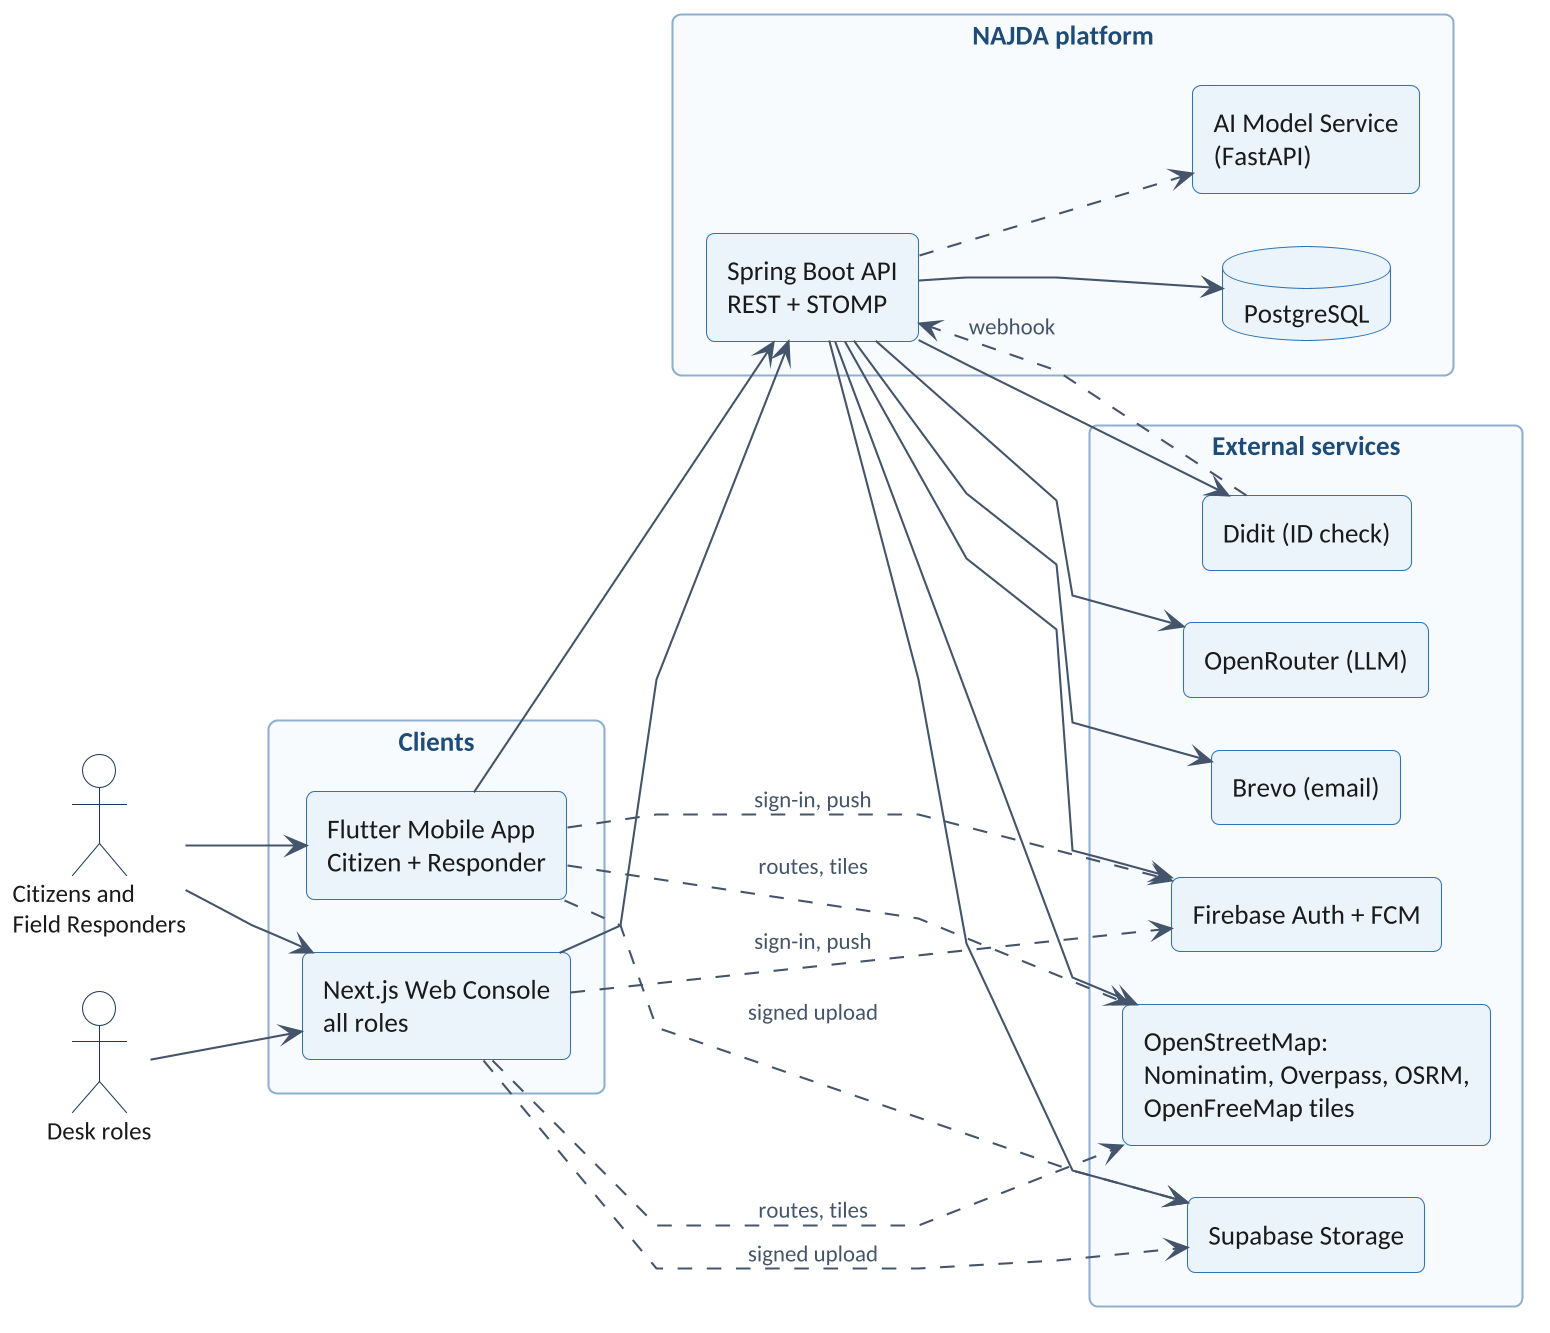 NAJDA platform
AI Model Service
(FastAPI)
Spring Boot API
REST + STOMP
PostgreSQL
webhook
External services
Didit (ID check)
OpenRouter (LLM)
Brevo (email)
Firebase Auth + FCM
OpenStreetMap:
Nominatim, Overpass, OSRM,
OpenFreeMap tiles
Supabase Storage
Clients
Flutter Mobile App
Citizen + Responder
Next.js Web Console
all roles
Citizens and
Field Responders
Desk roles
sign-in, push
routes, tiles
sign-in, push
signed upload
routes, tiles
signed upload